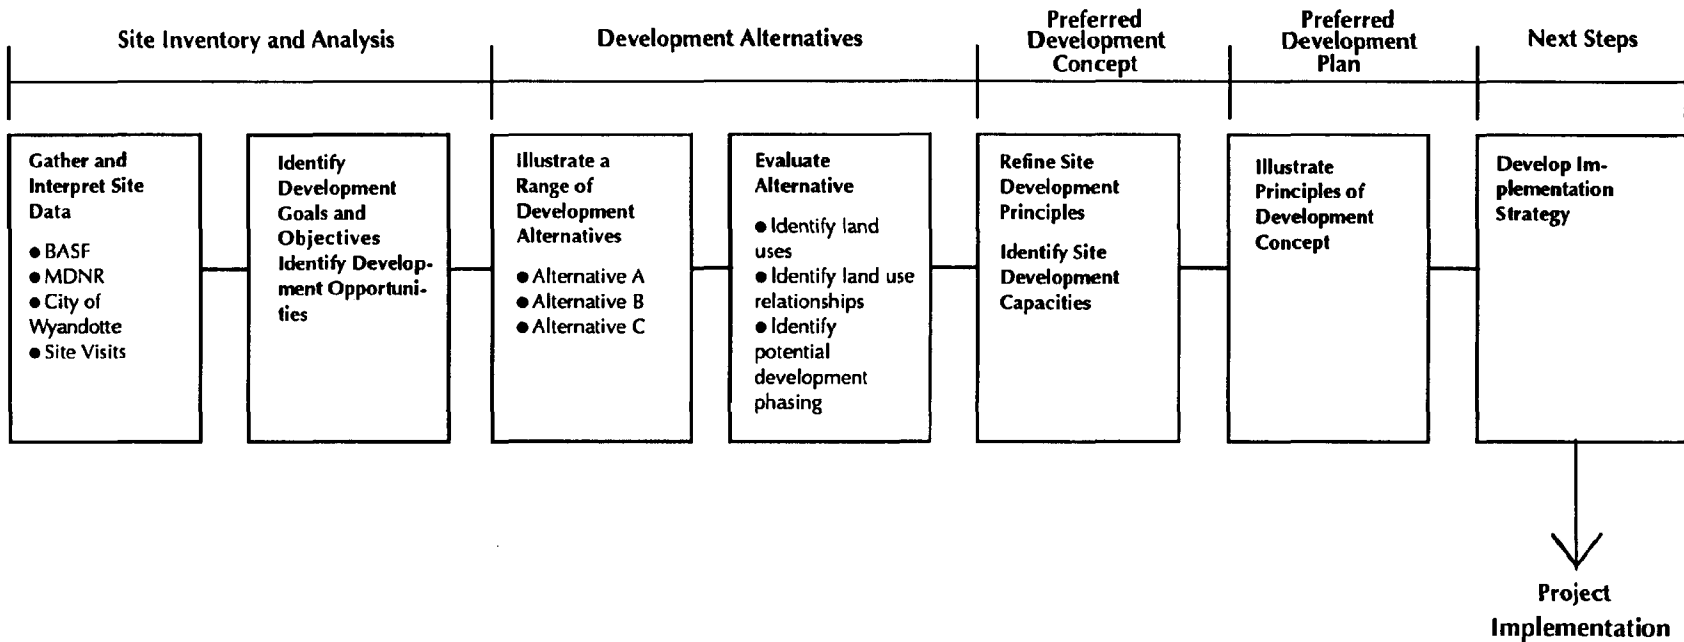 Site Inventory and Analysis
Development Alternatives
Preferred
Development
Concept
Preferred
Development
Plan
Next Steps
Gather and
Interpret Site
Data
● BASF
● MDNR
● City of
Wyandotte
● Site Visits
Identify
Development
Goals and
Objectives
Identify Develop-
ment Opportuni-
ties
Illustrate a
Range of
Development
Alternatives
● Alternative A
● Alternative B
● Alternative C
Evaluate
Alternative
● Identify land
uses
● Identify land use
relationships
● Identify
potential
development
phasing
Refine Site
Development
Principles
Identify Site
Development
Capacities
Illustrate
Principles of
Development
Concept
Develop Im-
plementation
Strategy
Project
Implementation